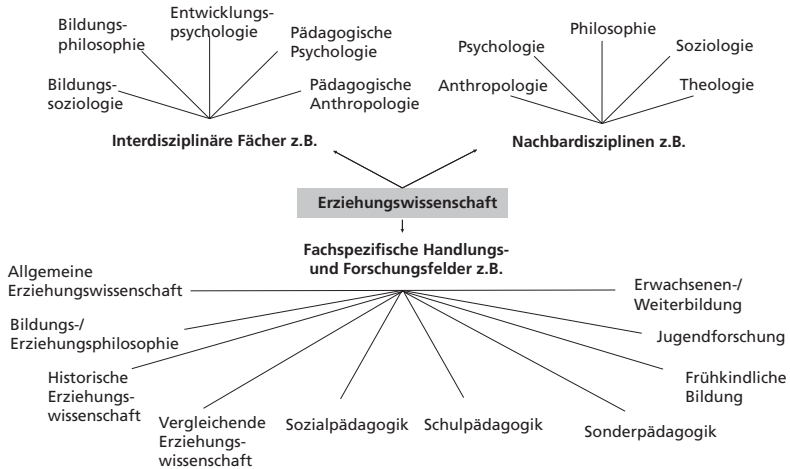 Bildungs-
philosophie
Entwicklungs-
psychologie
Pädagogische
Psychologie
Bildungs-
soziologie
Pädagogische
Anthropologie
Interdisziplinäre Fächer z.B.
Philosophie
Psychologie
Soziologie
Anthropologie
Theologie
Nachbardisziplinen z.B.
Erziehungswissenschaft
Fachspezifische Handlungs-
und Forschungsfelder z.B.
Allgemeine
Erziehungswissenschaft
Bildungs-/
Erziehungsphilosophie
Historische
Erziehungs-
wissenschaft
Vergleichende
Erziehungs-
wissenschaft
Sozialpädagogik
Schulpädagogik
Sonderpädagogik
Frühkindliche
Bildung
Jugendforschung
Erwachsenen-/
Weiterbildung